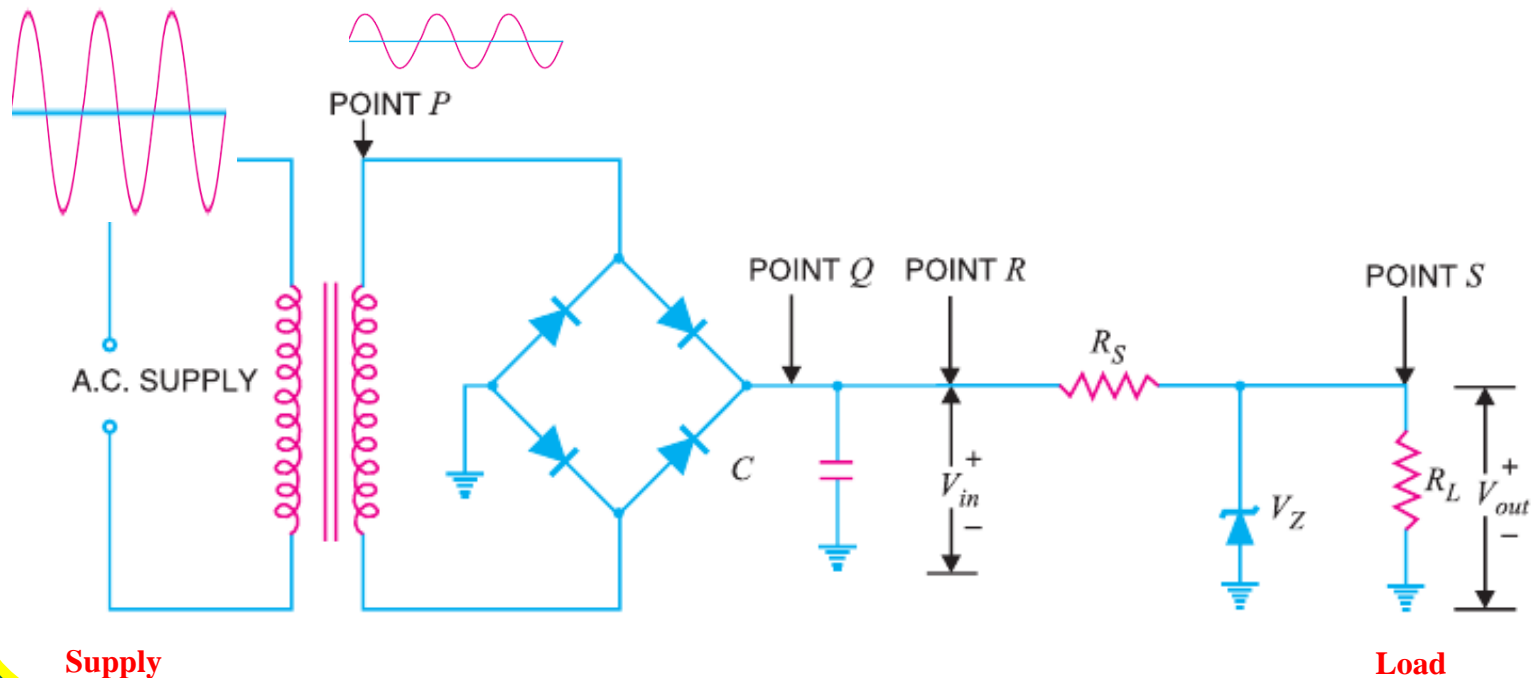 POINT P
POINT Q
POINT R
POINT S
R_S
A.C. SUPPLY
C
+
V_in
−
V_Z
R_L
+
V_out
−
Supply
Load